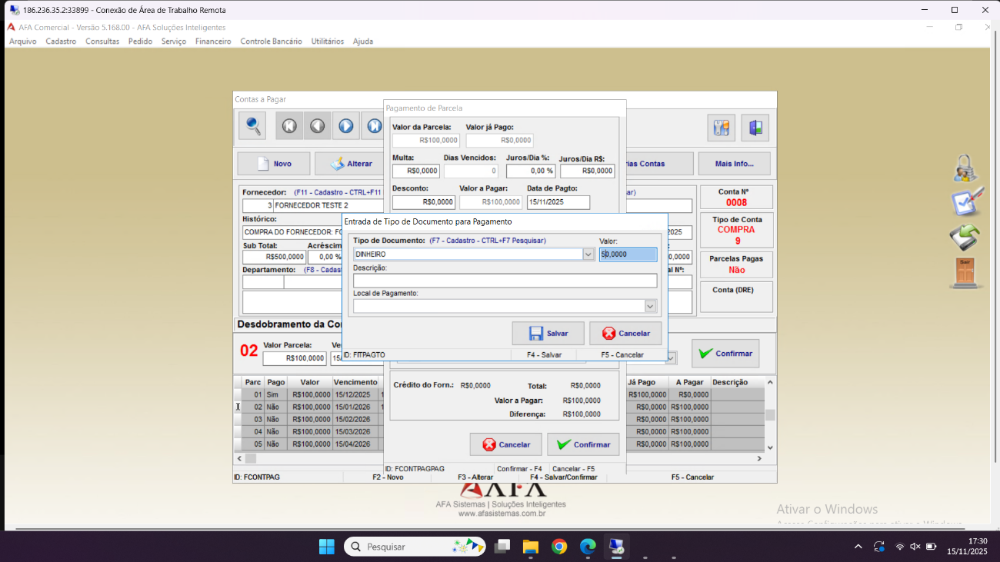 186.236.35.2:33899 - Conexão de Área de Trabalho Remota
AFA Comercial - Versão 5.168.00 - AFA Soluções Inteligentes
Arquivo Cadastro Consultas Pedido Serviço Financeiro Controle Bancário Utilitários Ajuda
Contas a Pagar
Pagamento de Parcela
Valor da Parcela: Valor já Pago:
R$100,0000 R$0,0000
Multa: Dias Vencidos: Juros/Dia %: Juros/Dia R$:
R$0,0000 0 0,00 % R$0,0000
Desconto: Valor a Pagar: Data de Pagto:
R$0,0000 R$100,0000 15/11/2025
Novo Alterar rias Contas Mais Info...
Fornecedor: (F11 - Cadastro - CTRL+F11 ar)
3 FORNECEDOR TESTE 2
Histórico:
COMPRA DO FORNECEDOR: FO 2025
Sub Total: Acréscim
R$500,0000 0,00 % 0,0000
Departamento: (F8 - Cadast al Nº:
Conta Nº
0008
Tipo de Conta
COMPRA
9
Parcelas Pagas
Não
Conta (DRE)
Sair
Entrada de Tipo de Documento para Pagamento
Tipo de Documento: (F7 - Cadastro - CTRL+F7 Pesquisar) Valor:
DINHEIRO 50,0000
Descrição:
Local de Pagamento:
Salvar Cancelar
ID: FITPAGTO F4 - Salvar F5 - Cancelar
Desdobramento da Con
02 Valor Parcela: Ve
R$100,0000 15/
Confirmar
Crédito do Forn.: R$0,0000 Total: R$0,0000
Valor a Pagar: R$100,0000
Diferença: R$100,0000
Cancelar Confirmar
ID: FCONTPAGPAG Confirmar - F4 Cancelar - F5
Parc Pago Valor Vencimento Já Pago A Pagar Descrição
01 Sim R$100,0000 15/12/2025 1 R$100,0000 R$0,0000
02 Não R$100,0000 15/01/2026 R$0,0000 R$100,0000
03 Não R$100,0000 15/02/2026 R$0,0000 R$100,0000
04 Não R$100,0000 15/03/2026 R$0,0000 R$100,0000
05 Não R$100,0000 15/04/2026 R$0,0000 R$100,0000
ID: FCONTPAG F2 - Novo F3 - Alterar F4 - Salvar/Confirmar F5 - Cancelar
AFA
AFA Sistemas | Soluções Inteligentes
www.afasistemas.com.br
Ativar o Windows
Pesquisar
17:30
15/11/2025